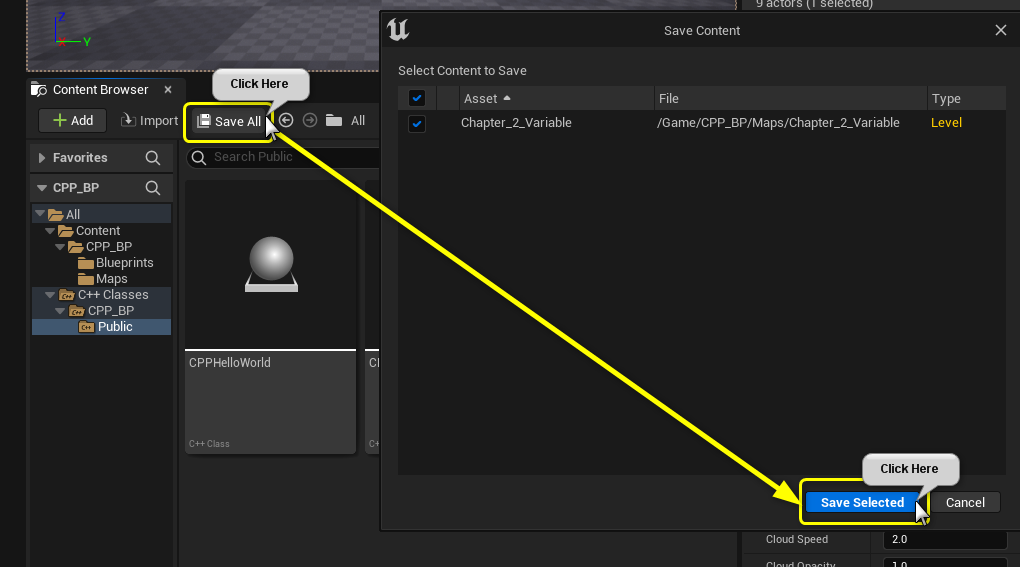 9 actors (1 selected)
Z
X
Y
Save Content
Content Browser
Click Here
Select Content to Save
Add
Import
Save All
All
Asset
File
Type
Chapter_2_Variable
/Game/CPP_BP/Maps/Chapter_2_Variable
Level
Favorites
Search Public
CPP_BP
All
Content
CPP_BP
Blueprints
Maps
C++ Classes
CPP_BP
Public
CPPHelloWorld
C++ Class
Click Here
Save Selected
Cancel
Cloud Speed
2.0
Cloud Opacity
1.0